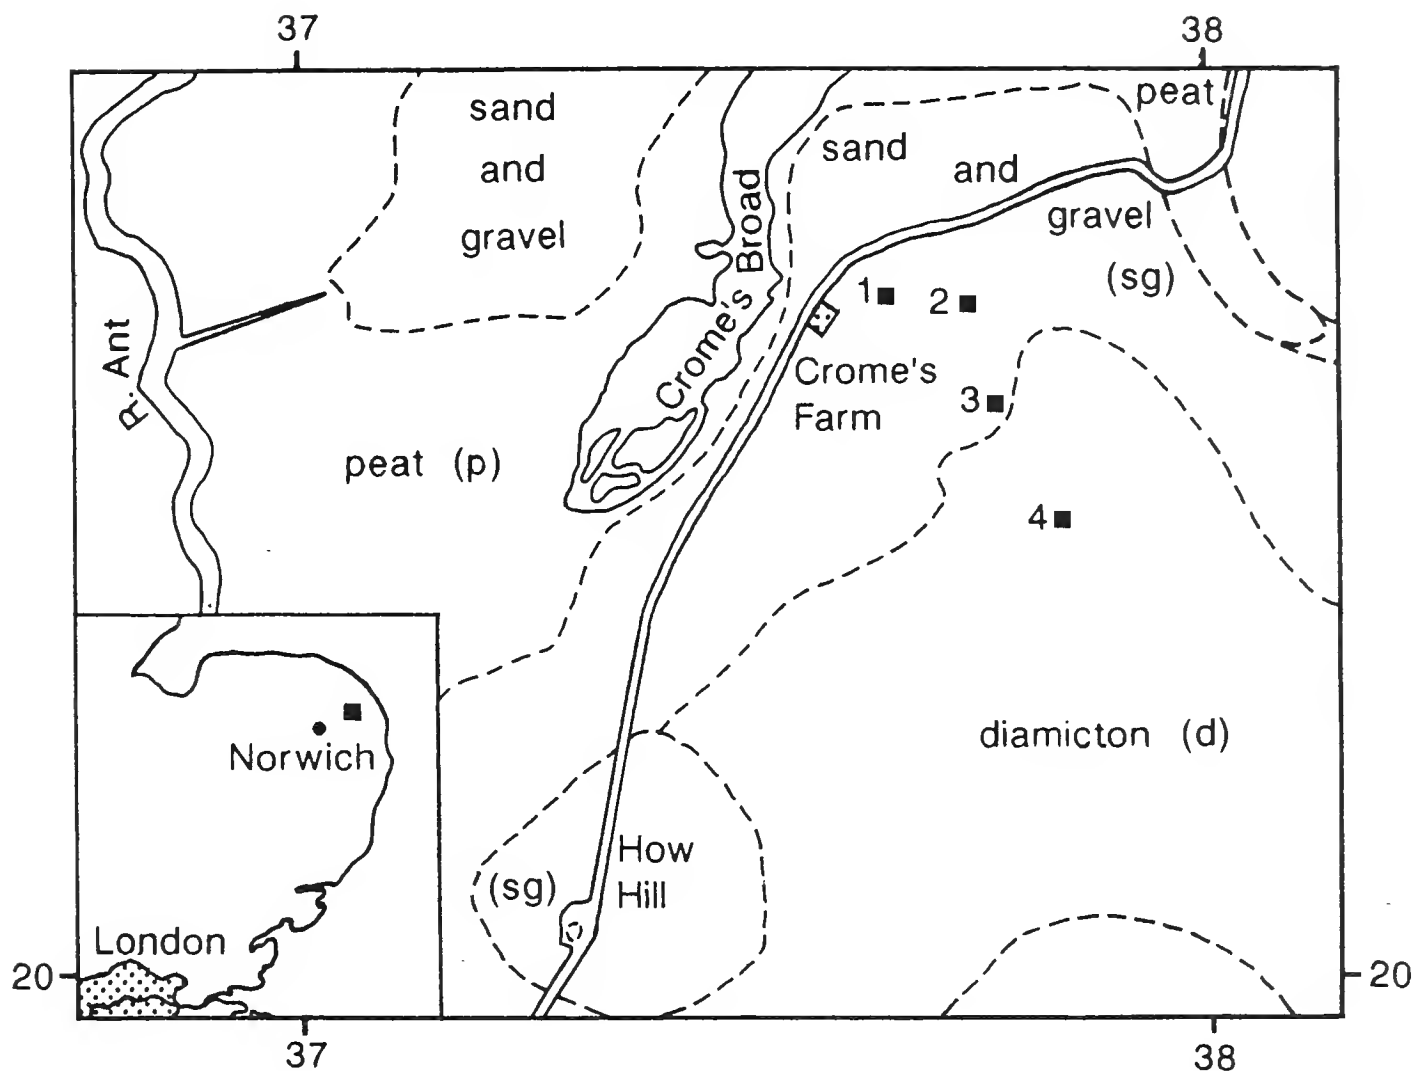 37
38
sand
and
gravel
peat
sand
and
gravel
(sg)
Crome's Broad
R. Ant
1
2
Crome's
Farm
3
peat (p)
4
Norwich
diamicton (d)
How
Hill
(sg)
London
20
20
37
38